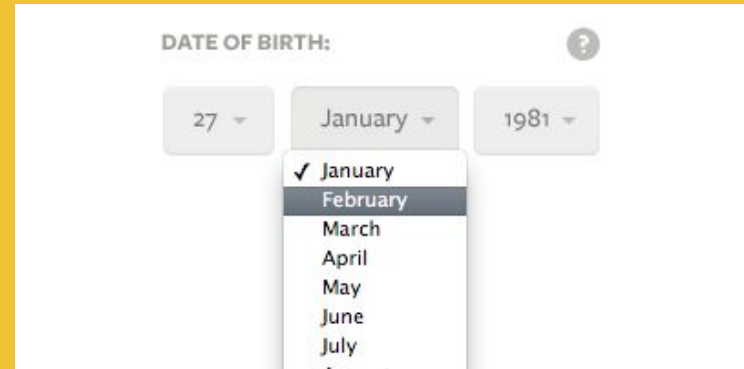 DATE OF BIRTH: ?
27 January 1981
✓ January
February
March
April
May
June
July